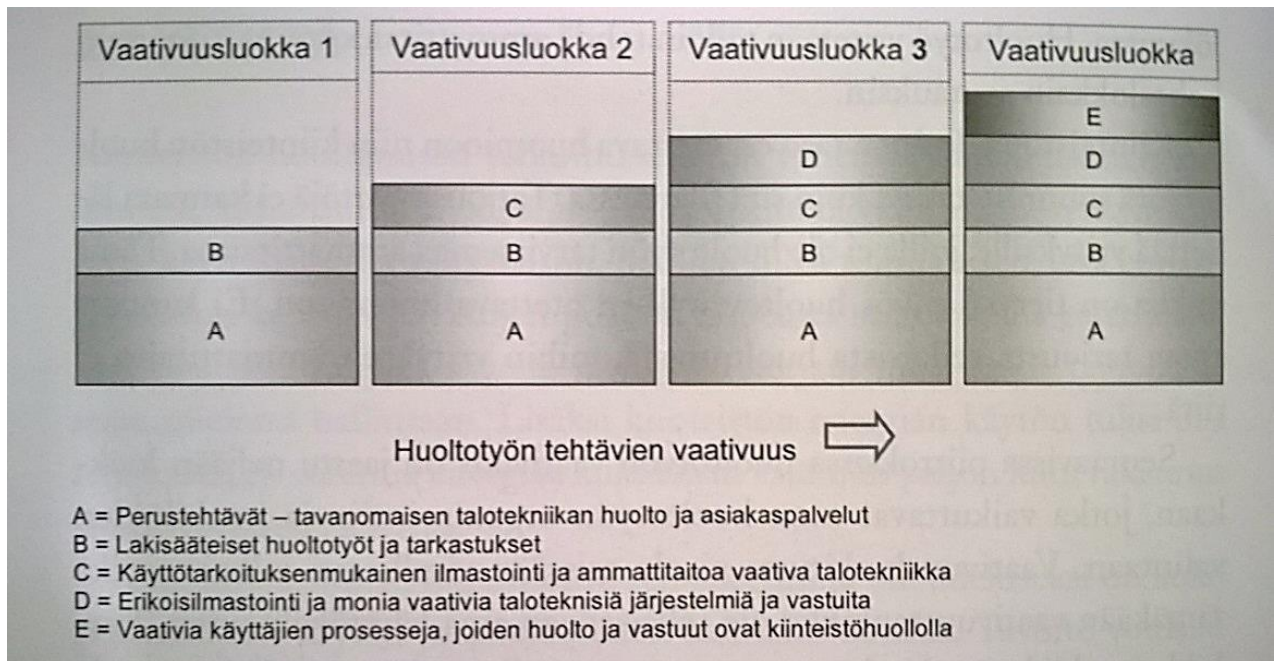 Vaativuusluokka 1
Vaativuusluokka 2
Vaativuusluokka 3
Vaativuusluokka
E
D
D
C
C
C
B
B
B
B
A
A
A
A
Huoltotyön tehtävien vaativuus
A = Perustehtävät – tavanomaisen talotekniikan huolto ja asiakaspalvelut
B = Lakisääteiset huoltotyöt ja tarkastukset
C = Käyttötarkoituksenmukainen ilmastointi ja ammattitaitoa vaativa talotekniikka
D = Erikoisilmastointi ja monia vaativia taloteknisiä järjestelmiä ja vastuita
E = Vaativia käyttäjien prosesseja, joiden huolto ja vastuut ovat kiinteistöhuollolla